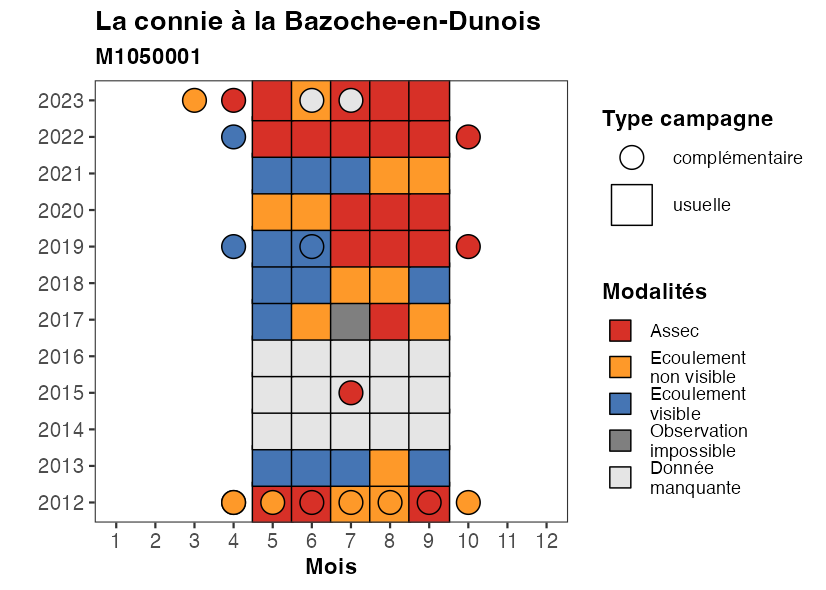 La connie à la Bazoche-en-Dunois
M1050001
2023
2022
2021
2020
2019
2018
2017
2016
2015
2014
2013
2012
1 2 3 4 5 6 7 8 9 10 11 12
Mois
Type campagne
complémentaire
usuelle
Modalités
Assec
Ecoulement
non visible
Ecoulement
visible
Observation
impossible
Donnée
manquante